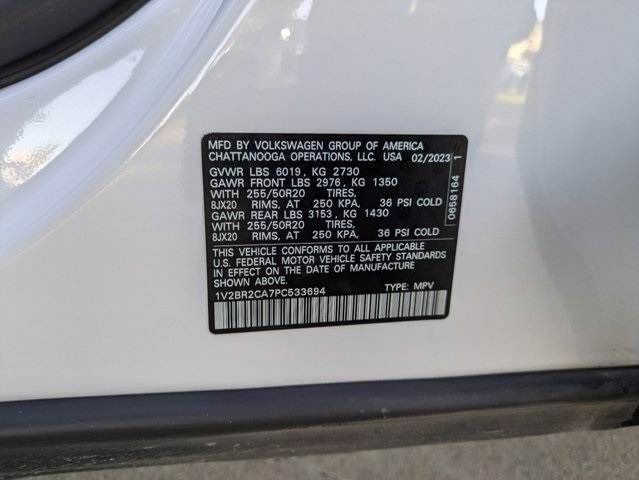 MFD BY VOLKSWAGEN GROUP OF AMERICA
CHATTANOOGA OPERATIONS, LLC. USA 02/2023
GVWR LBS 6019, KG 2730
GAWR FRONT LBS 2976, KG 1350
WITH 255/50R20 TIRES,
8JX20 RIMS, AT 250 KPA, 36 PSI COLD
GAWR REAR LBS 3153, KG 1430
WITH 255/50R20 TIRES,
8JX20 RIMS, AT 250 KPA, 36 PSI COLD
THIS VEHICLE CONFORMS TO ALL APPLICABLE
U.S. FEDERAL MOTOR VEHICLE SAFETY STANDARDS
IN EFFECT ON THE DATE OF MANUFACTURE
1V2BR2CA7PC533694 TYPE: MPV
0658164 1